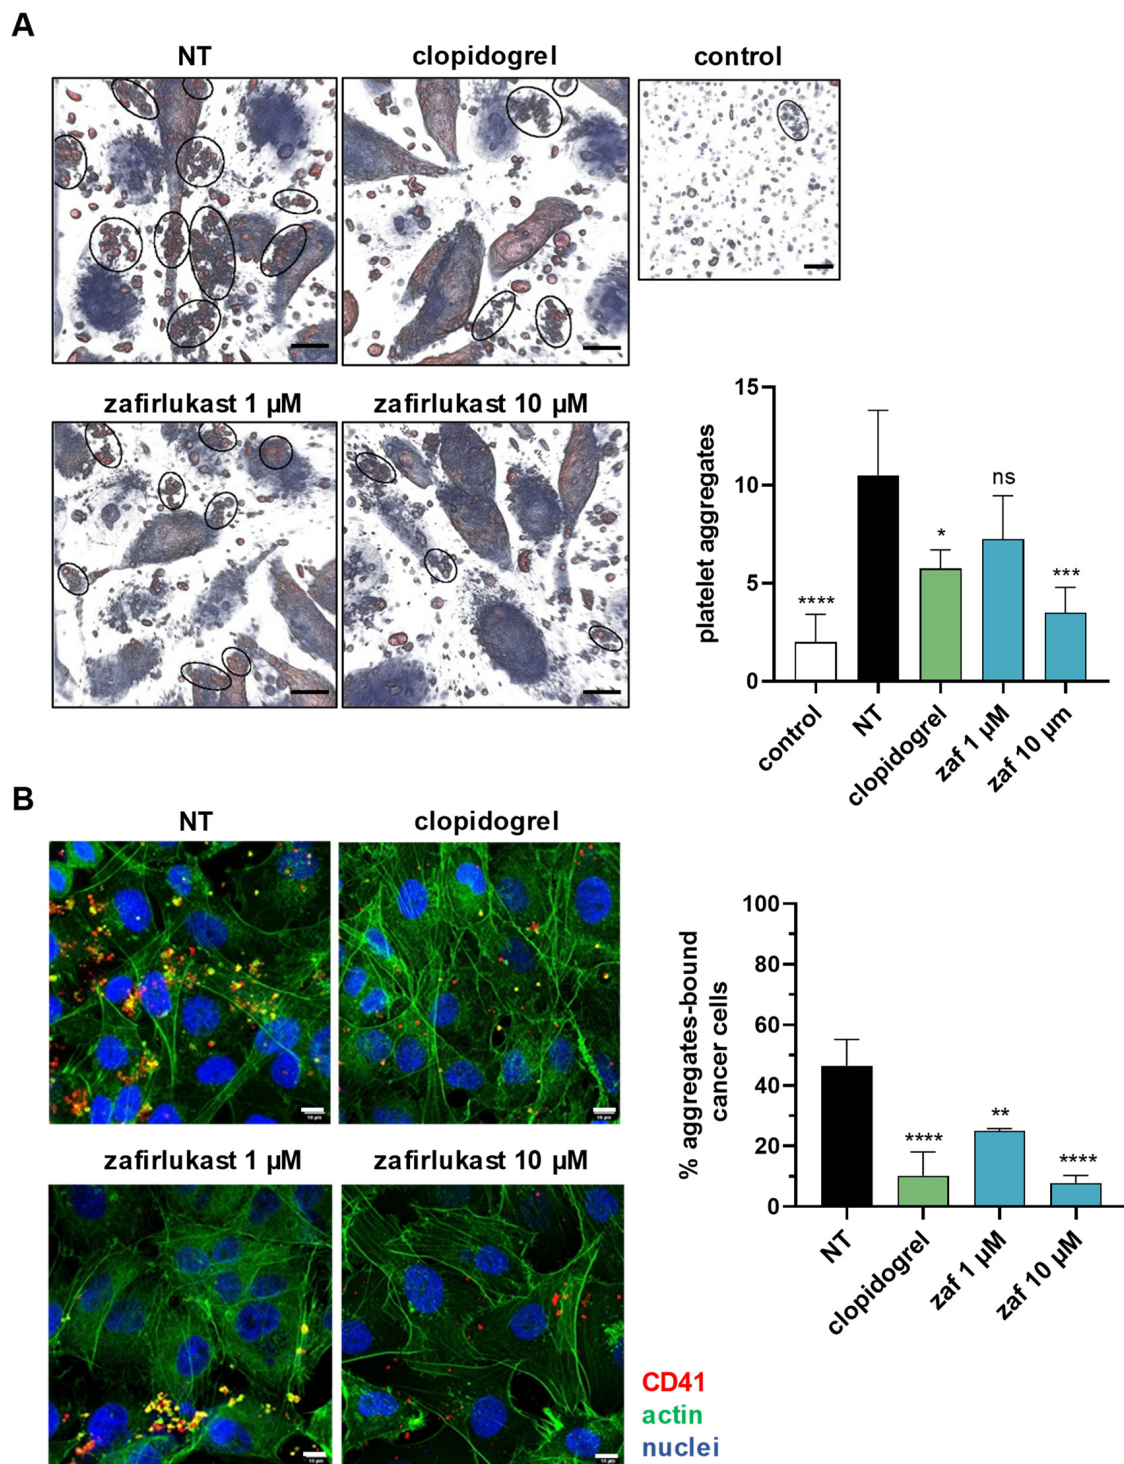 A
NT
clopidogrel
control
zafirlukast 1 µM
zafirlukast 10 µM
platelet aggregates
15
10
5
0
****
*
ns
***
control
NT
clopidogrel
zaf 1 µM
zaf 10 µm
B
NT
clopidogrel
zafirlukast 1 µM
zafirlukast 10 µM
% aggregates-bound
cancer cells
100
80
60
40
20
0
****
**
****
NT
clopidogrel
zaf 1 µM
zaf 10 µM
CD41
actin
nuclei